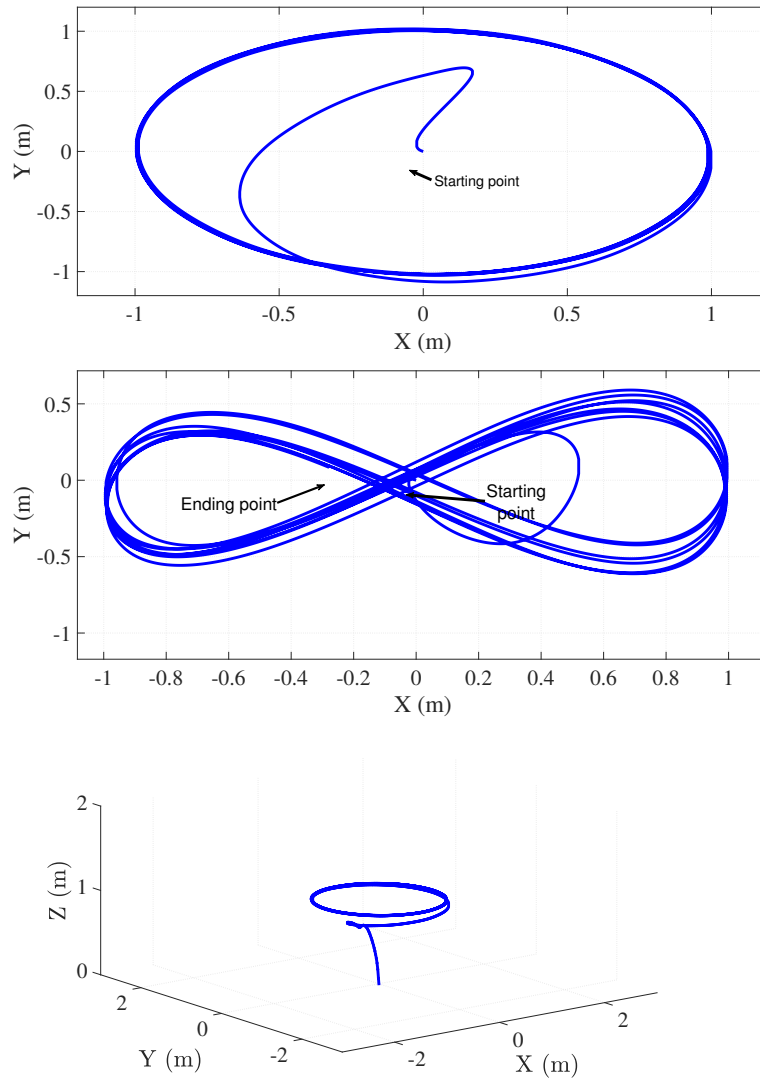 1
0.5
0
-0.5
-1
Y (m)
Starting point
-1 -0.5 0 0.5 1
X (m)
0.5
0
-0.5
-1
Y (m)
Ending point
Starting
point
-1 -0.8 -0.6 -0.4 -0.2 0 0.2 0.4 0.6 0.8 1
X (m)
2
1
0
Z (m)
2 0 -2
Y (m)
-2 0 2
X (m)